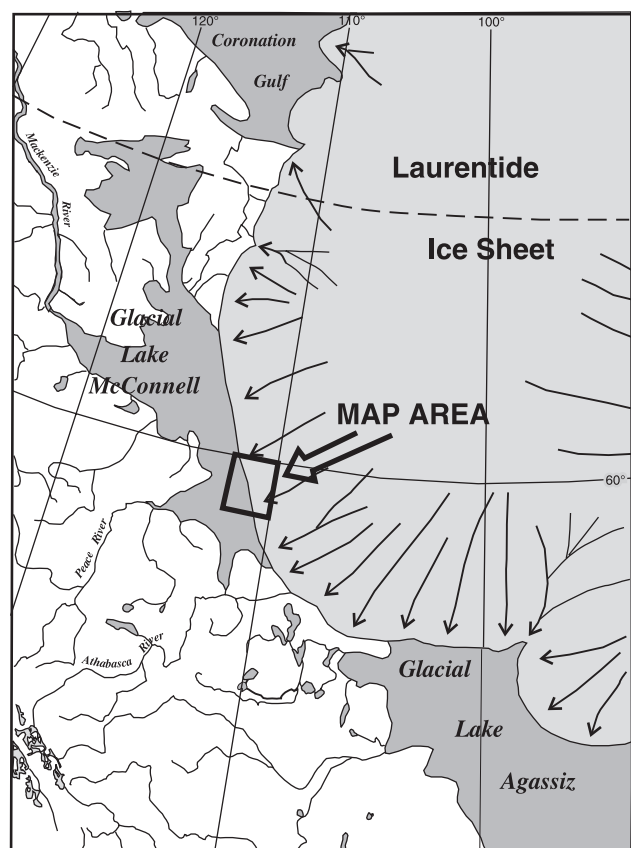 120°
110°
100°
Coronation
Gulf
Mackenzie
River
Laurentide
Ice Sheet
Glacial
Lake
McConnell
MAP AREA
60°
Peace River
Athabasca River
Glacial
Lake
Agassiz